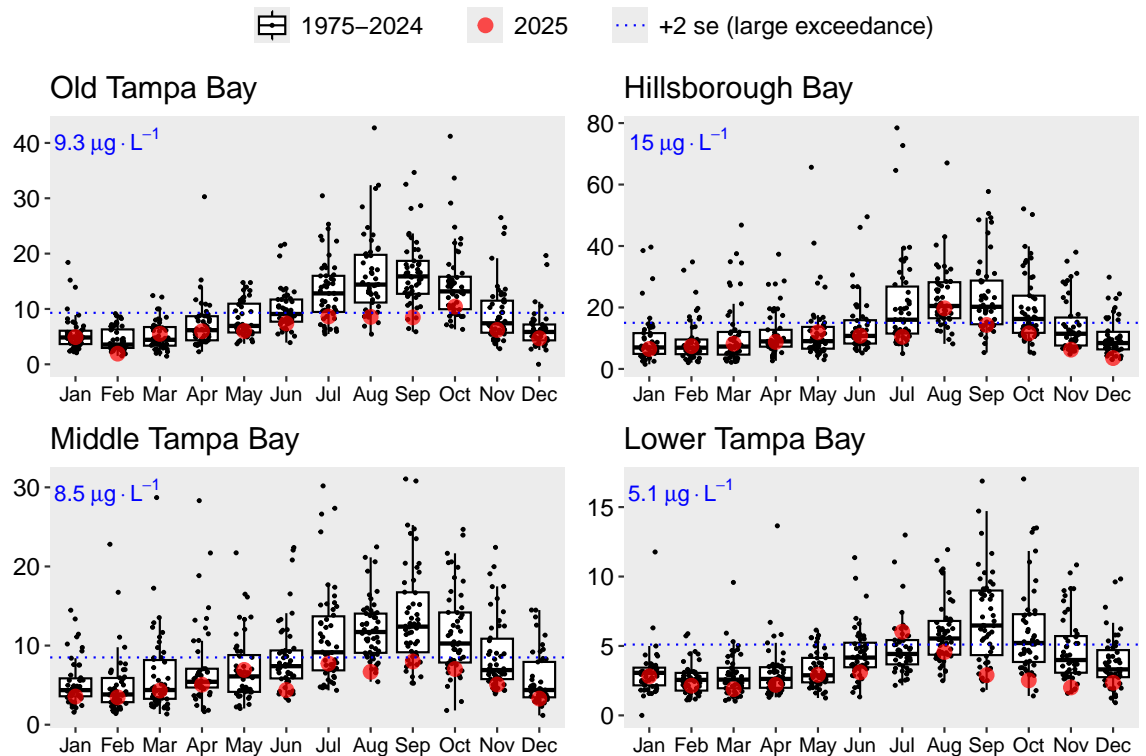 1975−2024 2025 +2 se (large exceedance)
Old Tampa Bay
9.3 μg · L⁻¹
40
30
20
10
0
Jan Feb Mar Apr May Jun Jul Aug Sep Oct Nov Dec
Hillsborough Bay
15 μg · L⁻¹
80
60
40
20
0
Jan Feb Mar Apr May Jun Jul Aug Sep Oct Nov Dec
Middle Tampa Bay
8.5 μg · L⁻¹
30
20
10
0
Jan Feb Mar Apr May Jun Jul Aug Sep Oct Nov Dec
Lower Tampa Bay
5.1 μg · L⁻¹
15
10
5
0
Jan Feb Mar Apr May Jun Jul Aug Sep Oct Nov Dec